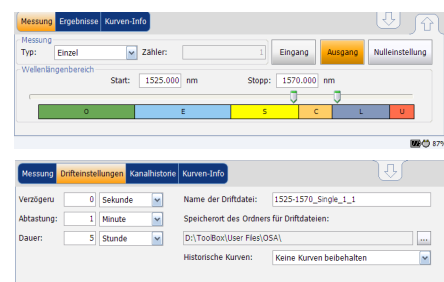 Messung Ergebnisse Kurven-Info
Messung
Typ: Einzel Zähler: 1 Eingang Ausgang Nulleinstellung
Wellenlängenbereich
Start: 1525.000 nm Stopp: 1570.000 nm
O E S C L U
87%
Messung Drifteinstellungen Kanalhistorie Kurven-Info
Verzögeru 0 Sekunde Name der Driftdatei: 1525-1570_Single_1_1
Abtastung: 1 Minute Speicherort des Ordners für Driftdateien:
Dauer: 5 Stunde D:\ToolBox\User Files\OSA\ ...
Historische Kurven: Keine Kurven beibehalten